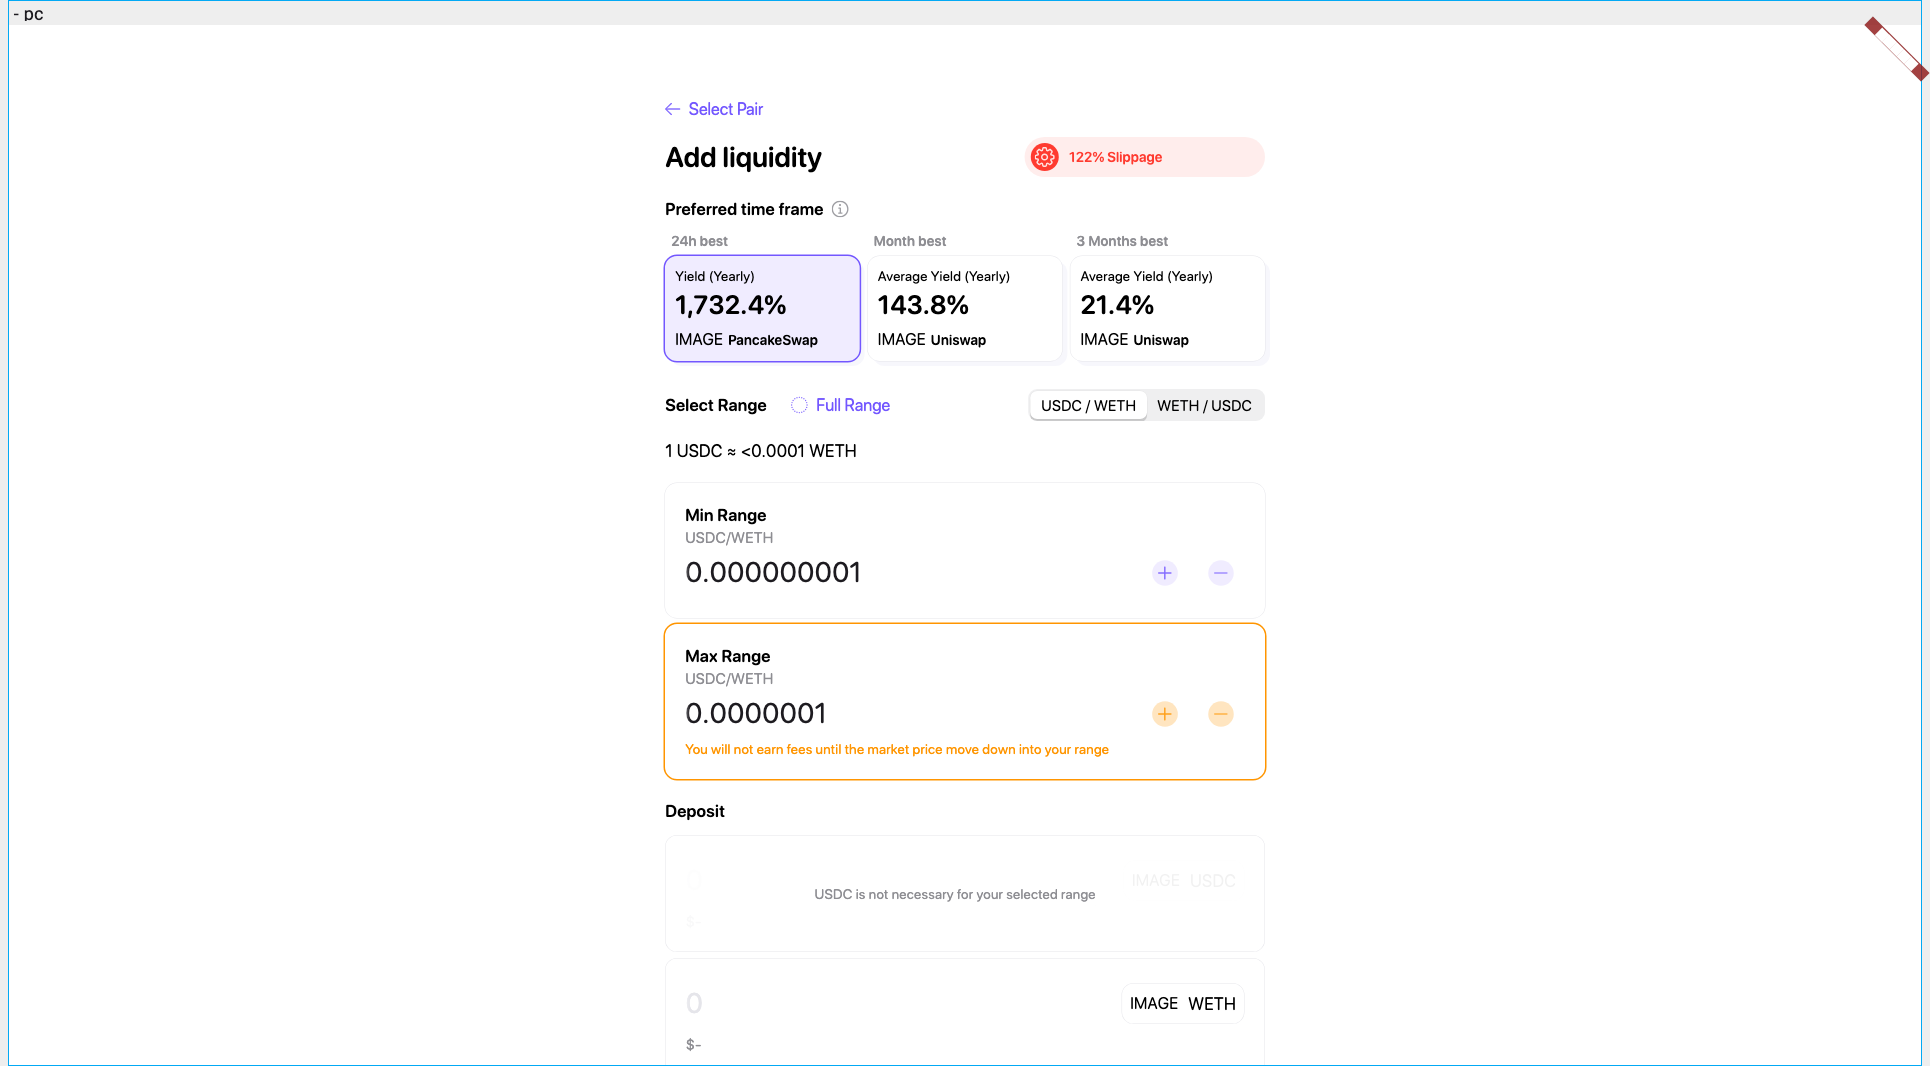 - pc
Select Pair
Add liquidity
122% Slippage
Preferred time frame
24h best
Month best
3 Months best
Yield (Yearly)
1,732.4%
IMAGE PancakeSwap
Average Yield (Yearly)
143.8%
IMAGE Uniswap
Average Yield (Yearly)
21.4%
IMAGE Uniswap
Select Range
Full Range
USDC / WETH
WETH / USDC
1 USDC ≈ <0.0001 WETH
Min Range
USDC/WETH
0.000000001
Max Range
USDC/WETH
0.0000001
You will not earn fees until the market price move down into your range
Deposit
0
IMAGE USDC
USDC is not necessary for your selected range
$-
0
IMAGE WETH
$-